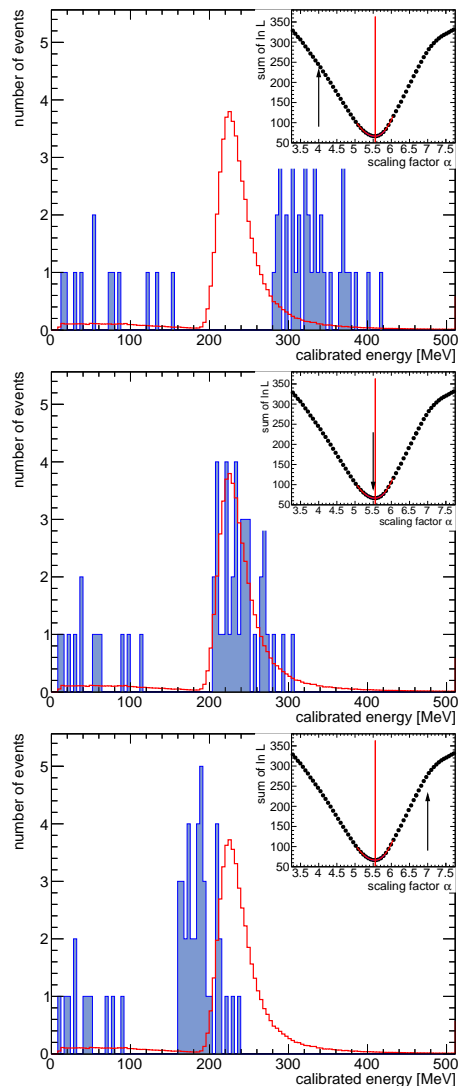 number of events
5
4
3
2
1
0
0 100 200 300 400 500
calibrated energy [MeV]
sum of ln L
350
300
250
200
150
100
50
3.5 4 4.5 5 5.5 6 6.5 7 7.5
scaling factor α
number of events
5
4
3
2
1
0
0 100 200 300 400 500
calibrated energy [MeV]
sum of ln L
350
300
250
200
150
100
50
3.5 4 4.5 5 5.5 6 6.5 7 7.5
scaling factor α
number of events
5
4
3
2
1
0
0 100 200 300 400 500
calibrated energy [MeV]
sum of ln L
350
300
250
200
150
100
50
3.5 4 4.5 5 5.5 6 6.5 7 7.5
scaling factor α